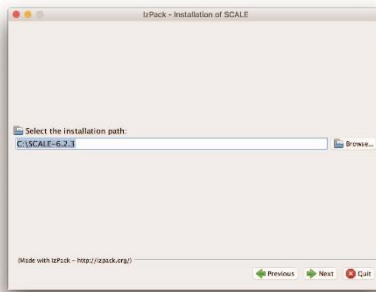 IzPack - Installation of SCALE
Select the installation path:
C:\SCALE-6.2.3
Browse...
(Made with IzPack - http://izpack.org/)
Previous Next Quit